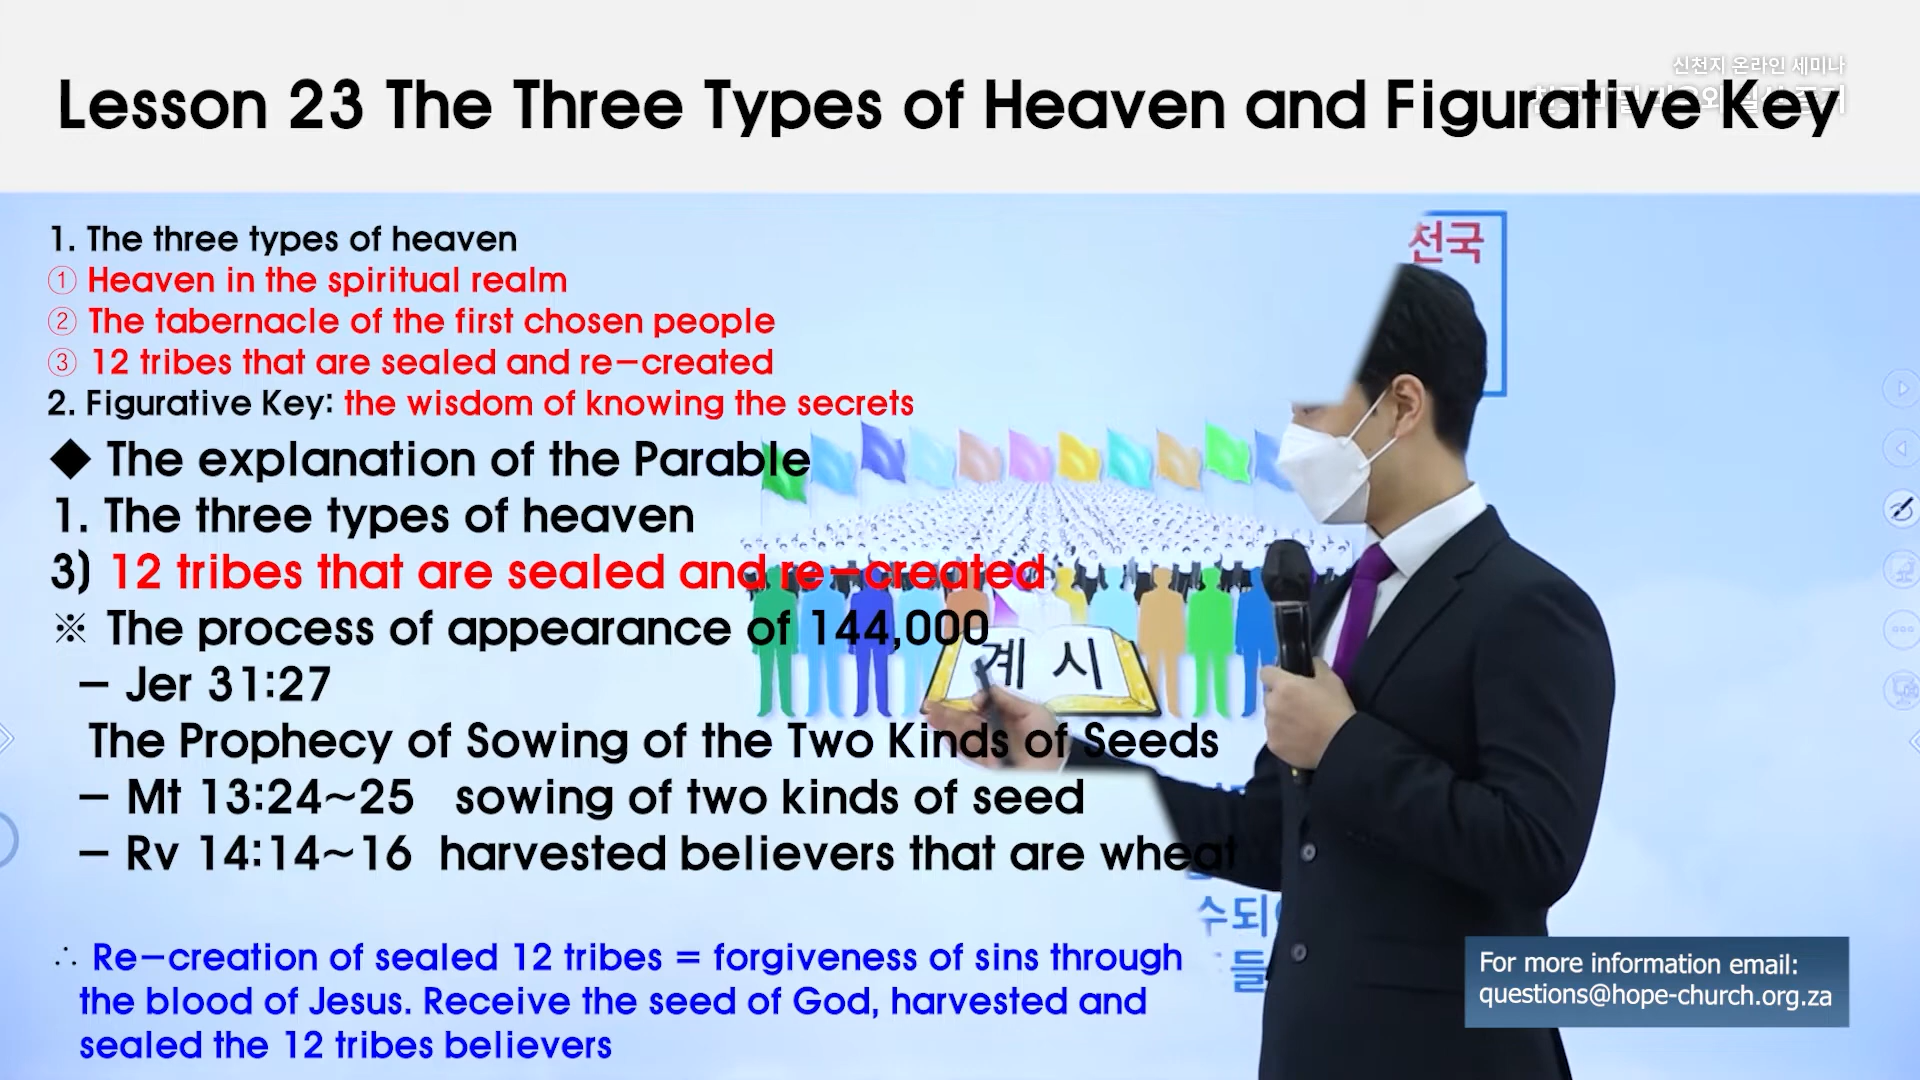 신천지 온라인 세미나
Lesson 23 The Three Types of Heaven and Figurative Key
1. The three types of heaven
① Heaven in the spiritual realm
② The tabernacle of the first chosen people
③ 12 tribes that are sealed and re-created
2. Figurative Key: the wisdom of knowing the secrets
◆ The explanation of the Parable
1. The three types of heaven
3) 12 tribes that are sealed and re-created
※ The process of appearance of 144,000
- Jer 31:27
The Prophecy of Sowing of the Two Kinds of Seeds
- Mt 13:24~25 sowing of two kinds of seed
- Rv 14:14~16 harvested believers that are wheat
∴ Re-creation of sealed 12 tribes = forgiveness of sins through
the blood of Jesus. Receive the seed of God, harvested and
sealed the 12 tribes believers
천국
계시
수되
들
For more information email:
questions@hope-church.org.za